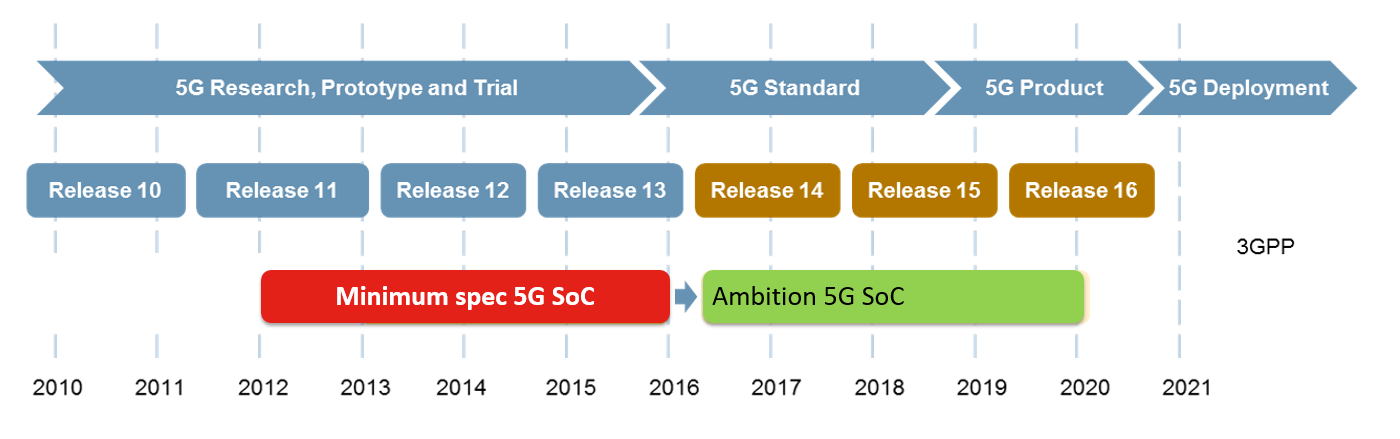 5G Research, Prototype and Trial
5G Standard
5G Product
5G Deployment
Release 10
Release 11
Release 12
Release 13
Release 14
Release 15
Release 16
3GPP
Minimum spec 5G SoC
Ambition 5G SoC
2010
2011
2012
2013
2014
2015
2016
2017
2018
2019
2020
2021